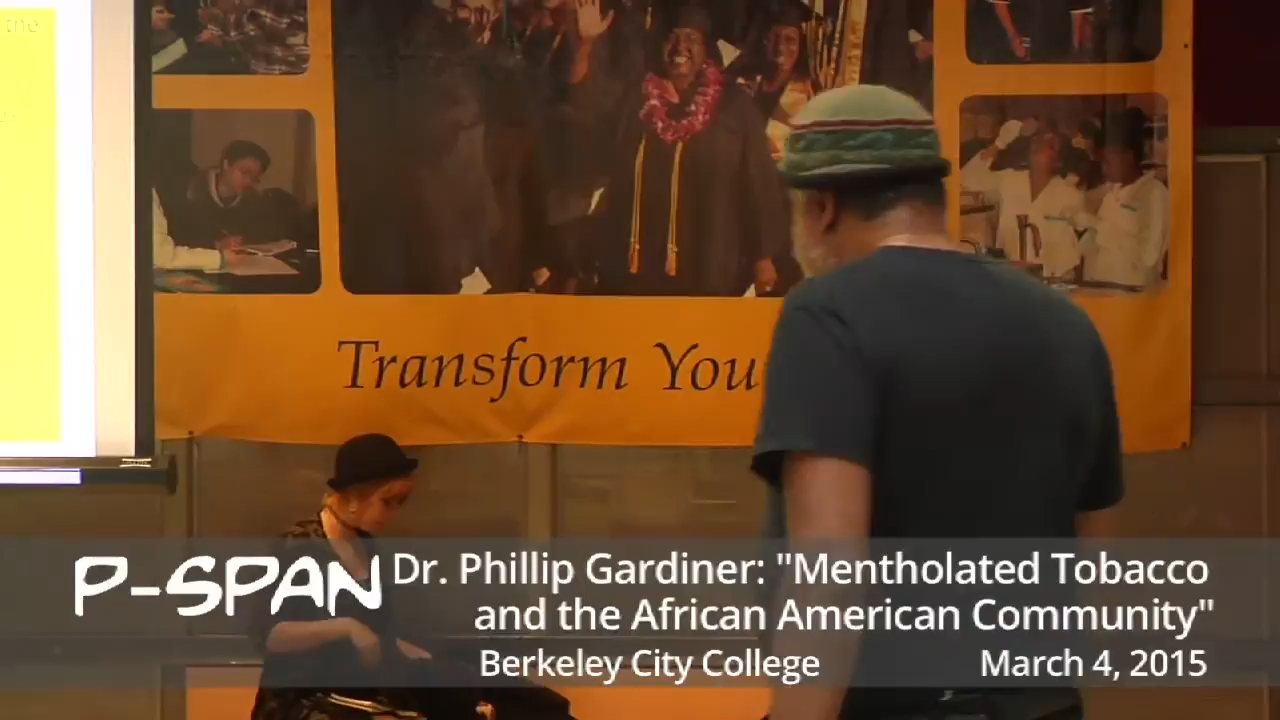 the
Transform You
P-SPAN
Dr. Phillip Gardiner: "Mentholated Tobacco
and the African American Community"
Berkeley City College
March 4, 2015